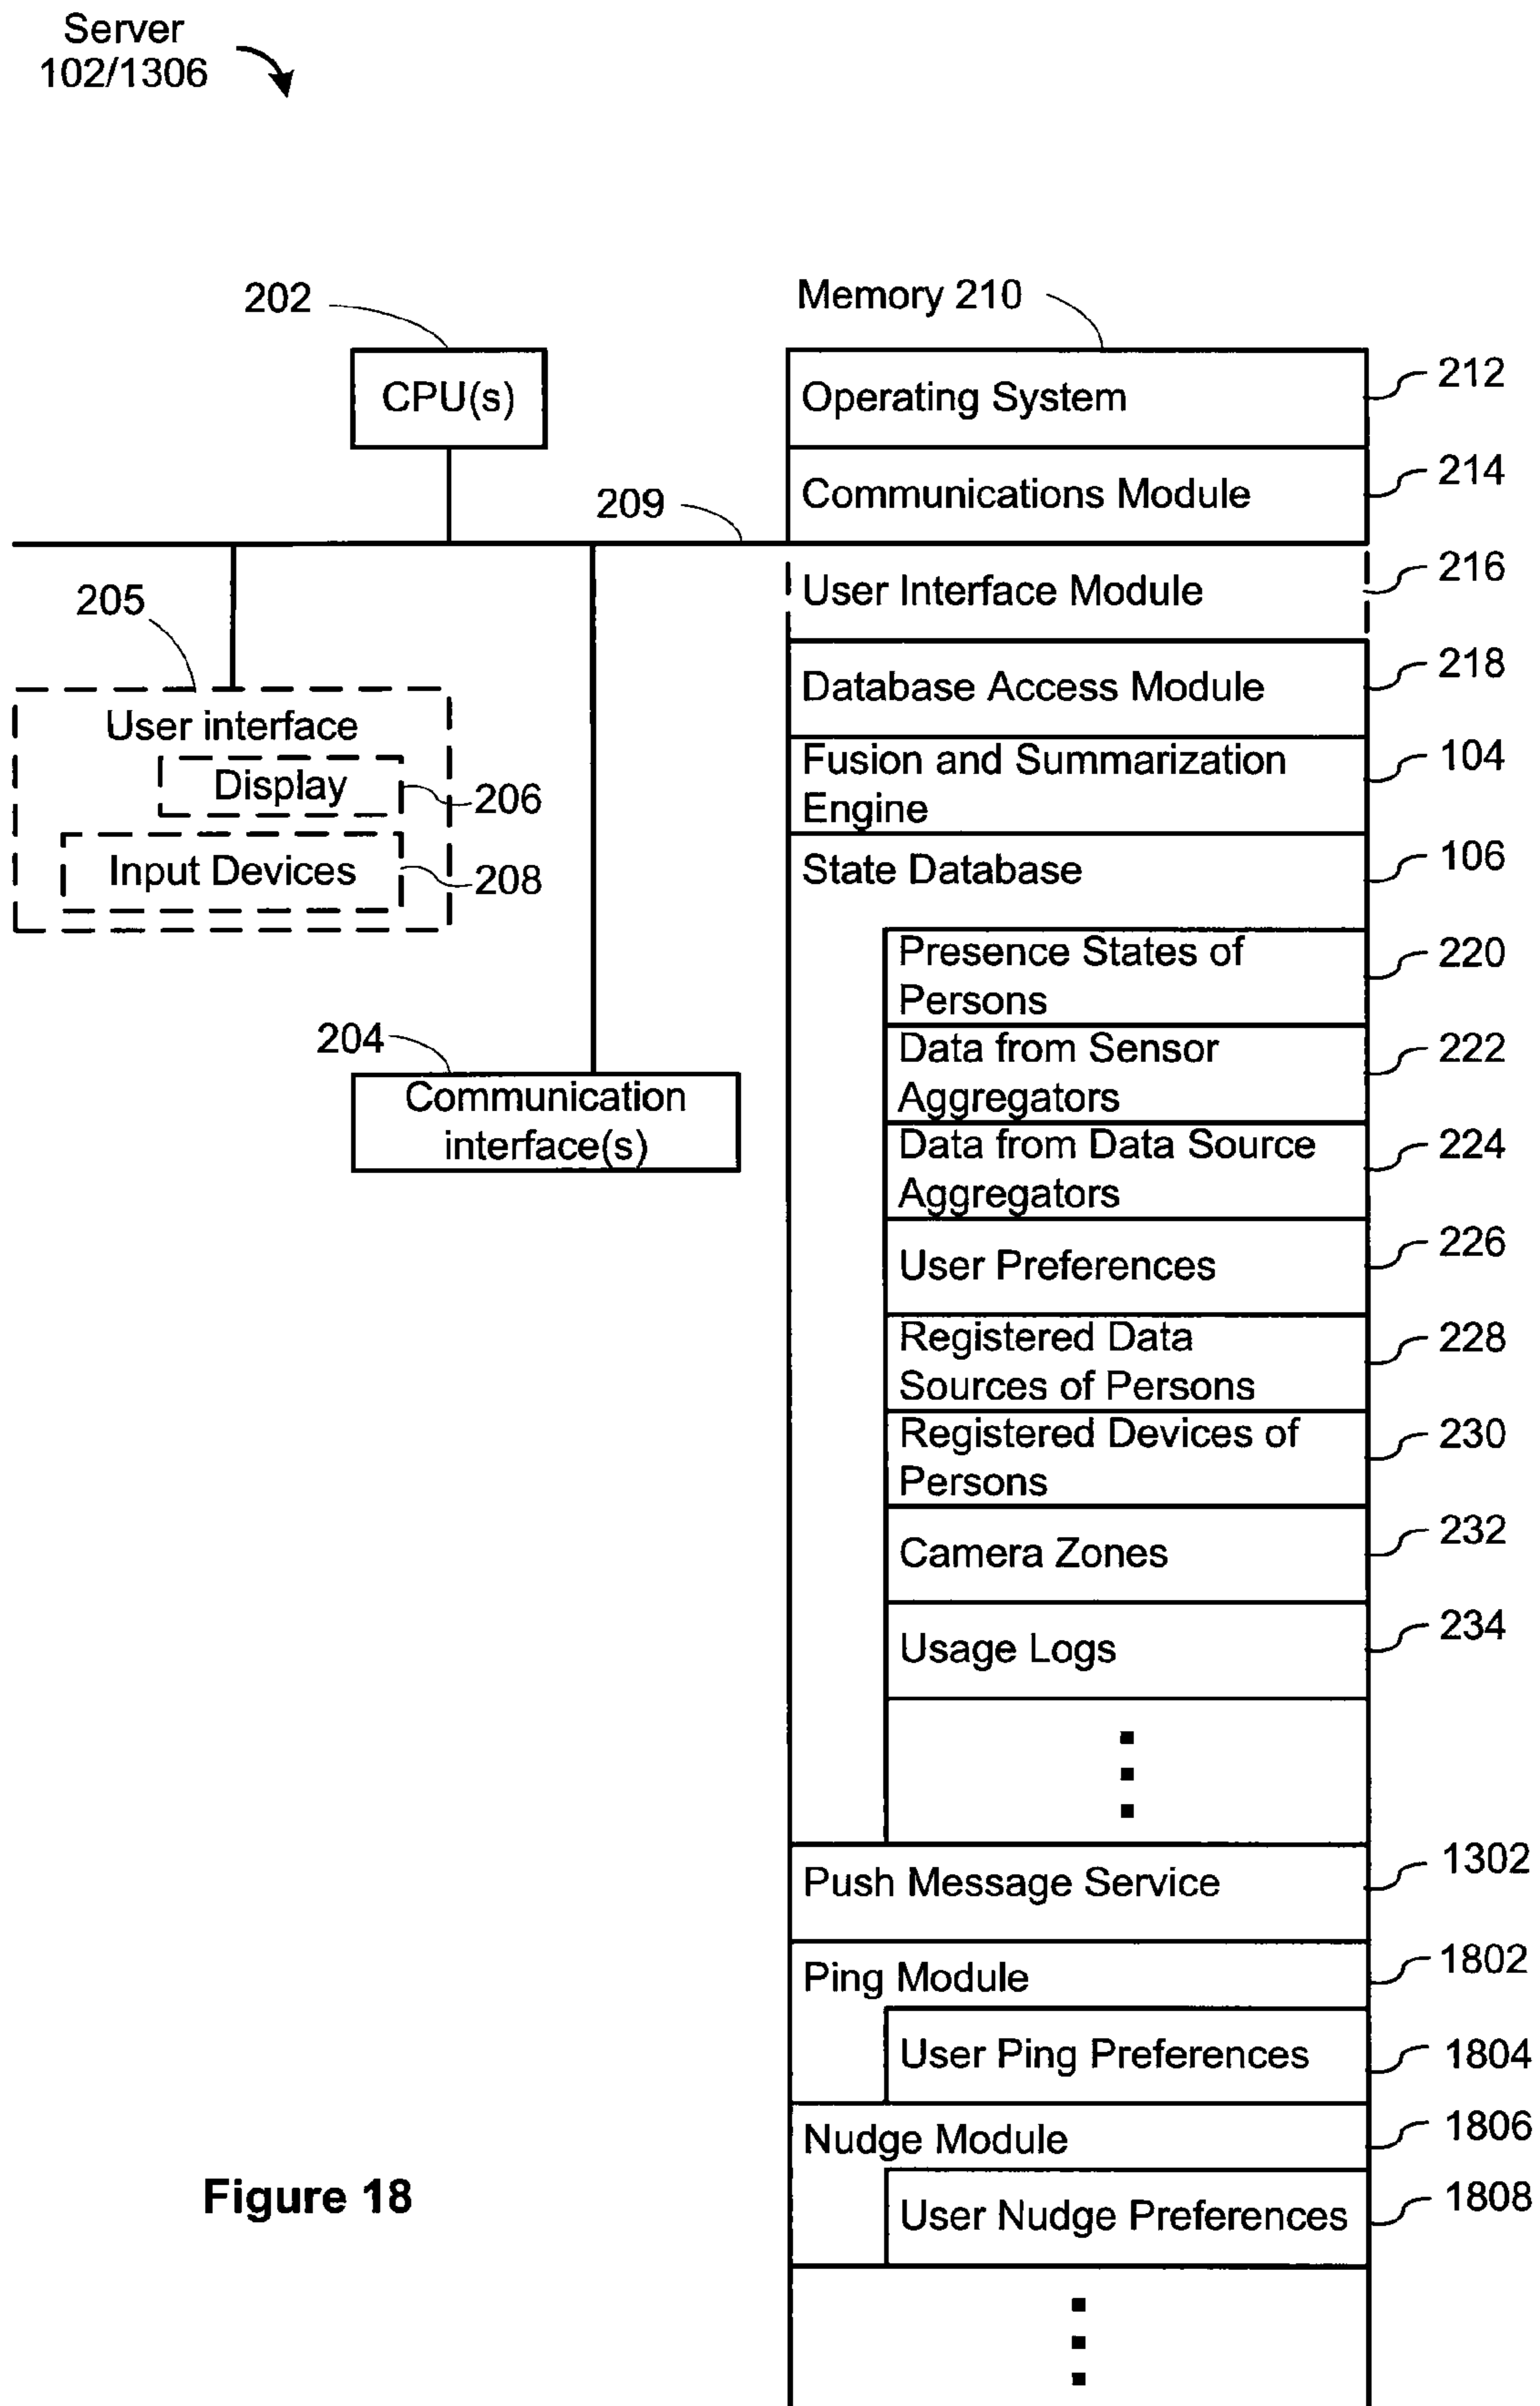 Server
102/1306
202
Memory 210
CPU(s)
Operating System
212
Communications Module
214
209
User Interface Module
216
205
Database Access Module
218
User interface
Display
206
Input Devices
208
Fusion and Summarization
Engine
104
State Database
106
Presence States of
Persons
220
204
Communication
interface(s)
Data from Sensor
Aggregators
222
Data from Data Source
Aggregators
224
User Preferences
226
Registered Data
Sources of Persons
228
Registered Devices of
Persons
230
Camera Zones
232
Usage Logs
234
Push Message Service
1302
Ping Module
1802
User Ping Preferences
1804
Nudge Module
1806
User Nudge Preferences
1808
Figure 18